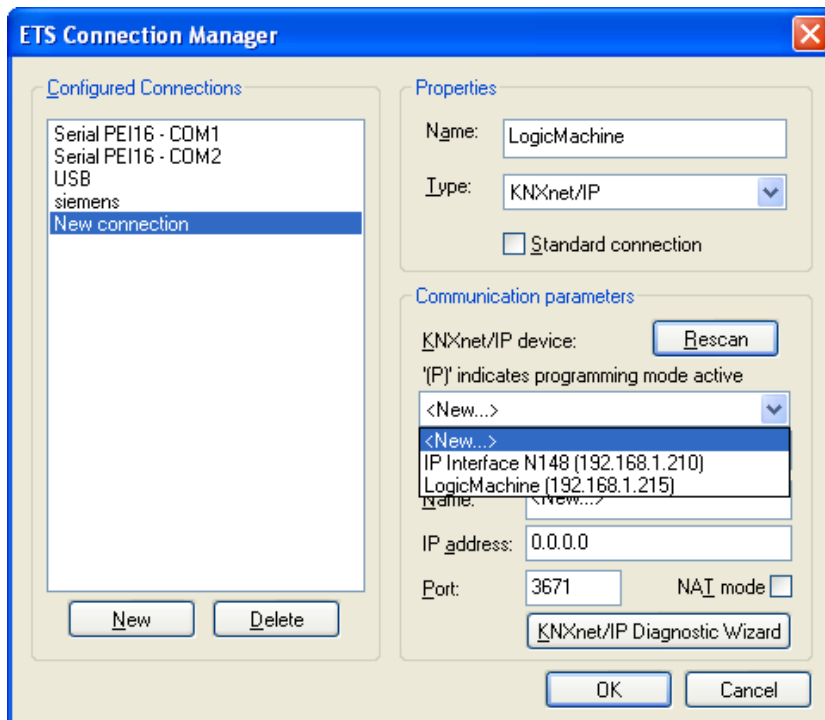 ETS Connection Manager
Configured Connections
Serial PEI16 - COM1
Serial PEI16 - COM2
USB
siemens
New connection
New
Delete
Properties
Name: LogicMachine
Type: KNXnet/IP
Standard connection
Communication parameters
KNXnet/IP device: Rescan
'(P)' indicates programming mode active
<New...>
<New...>
IP Interface N148 (192.168.1.210)
LogicMachine (192.168.1.215)
Name: <New...>
IP address: 0.0.0.0
Port: 3671 NAT mode
KNXnet/IP Diagnostic Wizard
OK Cancel